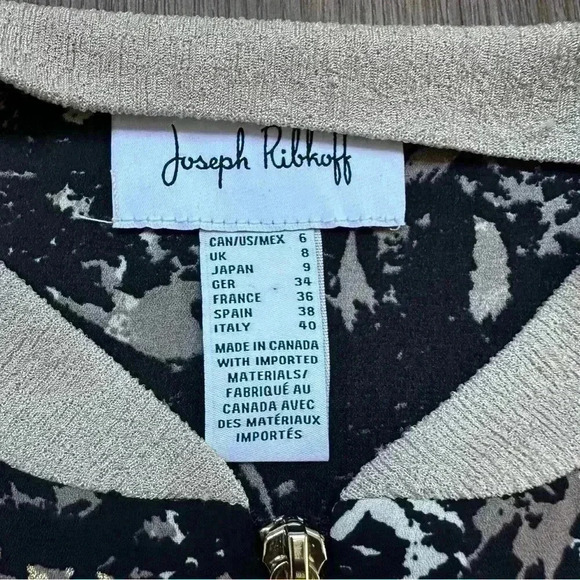 Joseph Ribkoff
CAN/US/MEX 6
UK 8
JAPAN 9
GER 34
FRANCE 36
SPAIN 38
ITALY 40
MADE IN CANADA
WITH IMPORTED
MATERIALS/
FABRIQUÉ AU
CANADA AVEC
DES MATÉRIAUX
IMPORTÉS